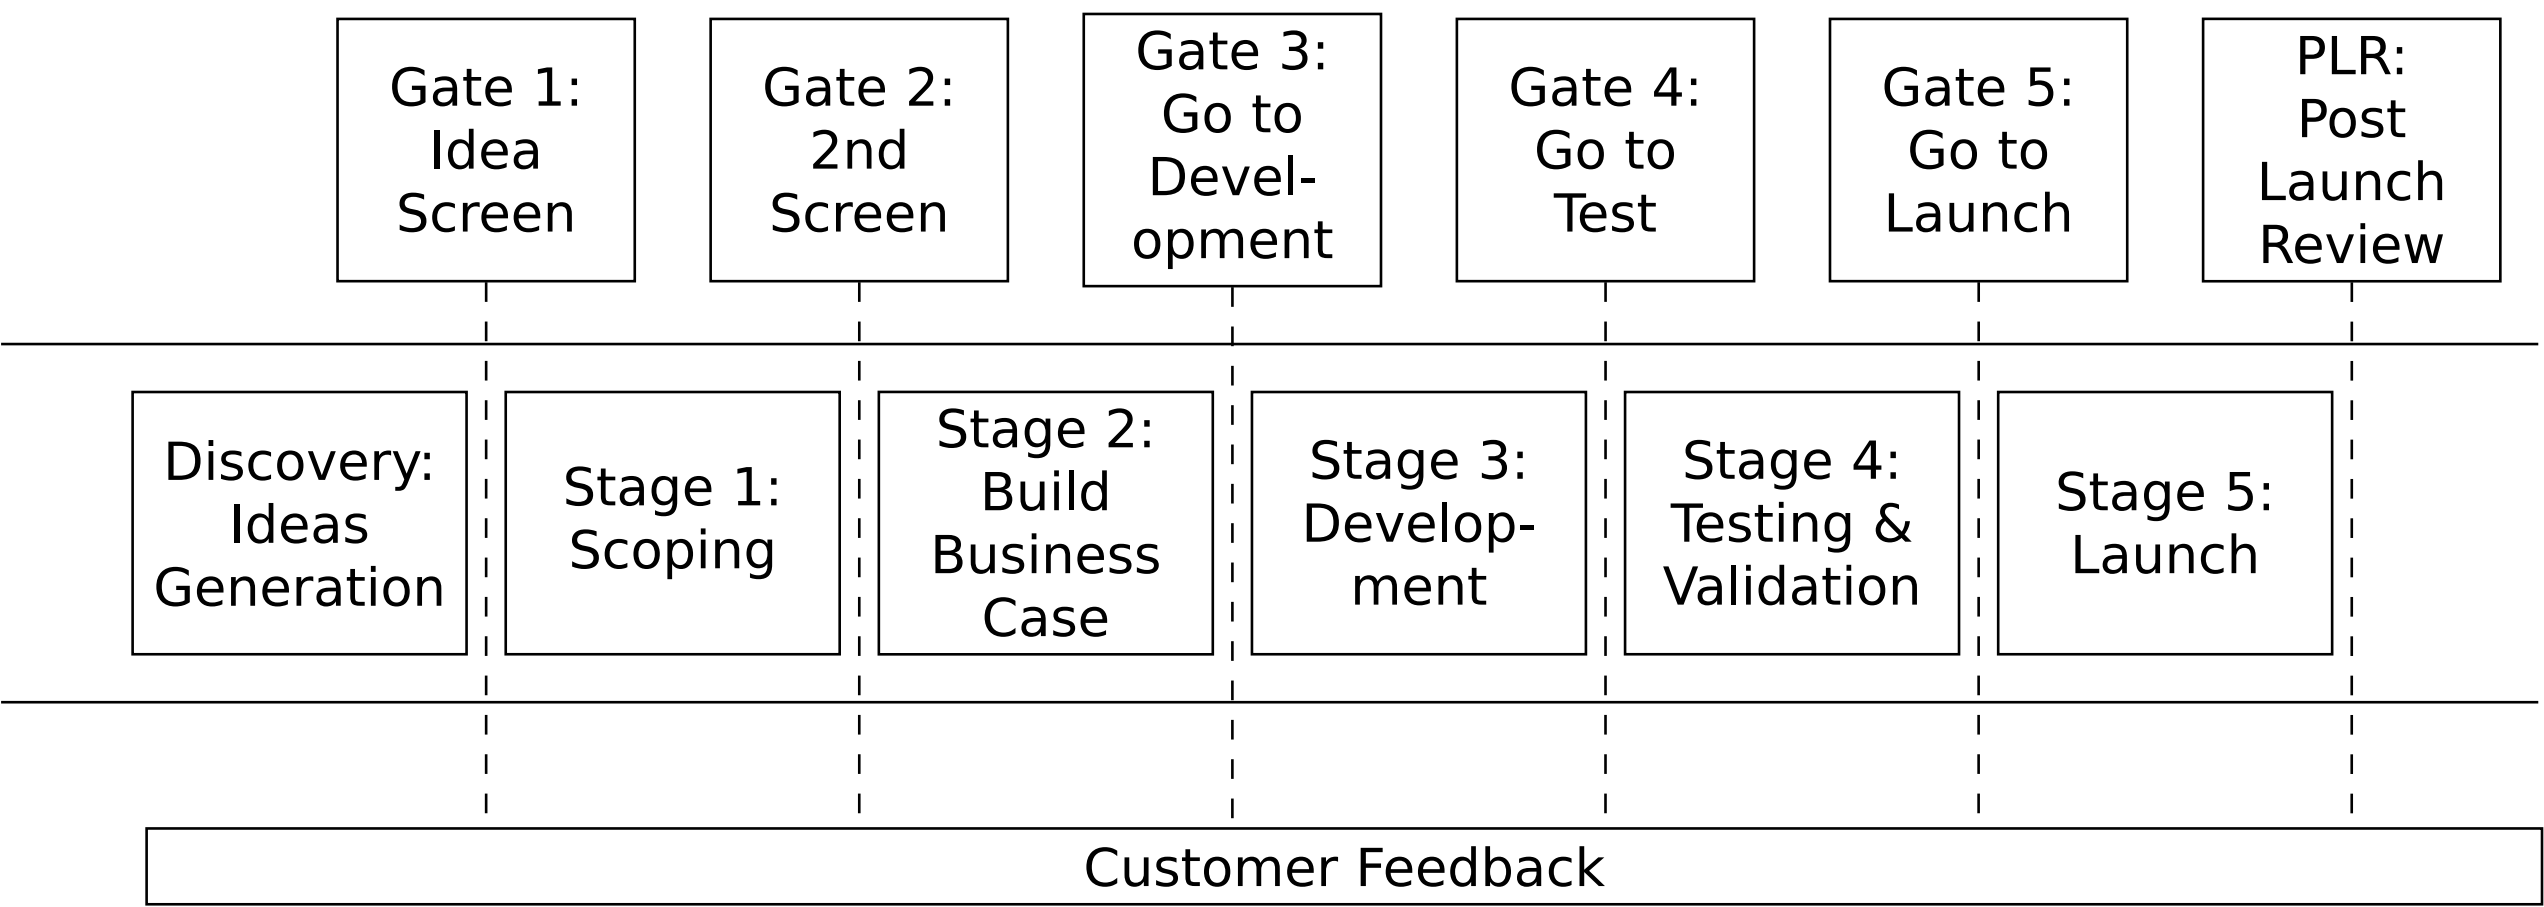 Gate 1:
Idea
Screen
Gate 2:
2nd
Screen
Gate 3:
Go to
Devel-
opment
Gate 4:
Go to
Test
Gate 5:
Go to
Launch
PLR:
Post
Launch
Review
Discovery:
Ideas
Generation
Stage 1:
Scoping
Stage 2:
Build
Business
Case
Stage 3:
Develop-
ment
Stage 4:
Testing &
Validation
Stage 5:
Launch
Customer Feedback